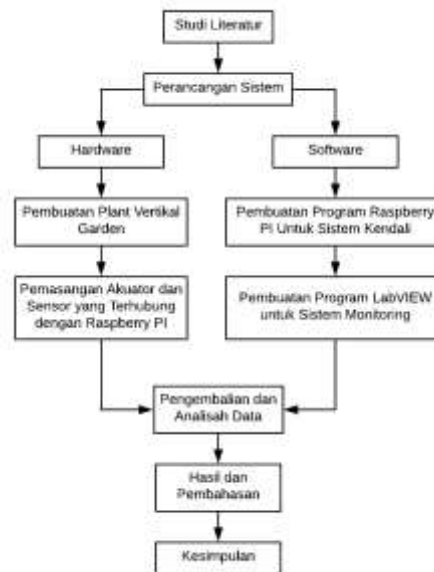 Studi Literatur
Perancangan Sistem
Hardware
Software
Pembuatan Plant Vertikal
Garden
Pembuatan Program Raspberry
PI Untuk Sistem Kendali
Pemasangan Akuator dan
Sensor yang Terhubung
dengan Raspberry PI
Pembuatan Program LabVIEW
untuk Sistem Monitoring
Pengembalian dan
Analisah Data
Hasil dan
Pembahasan
Kesimpulan